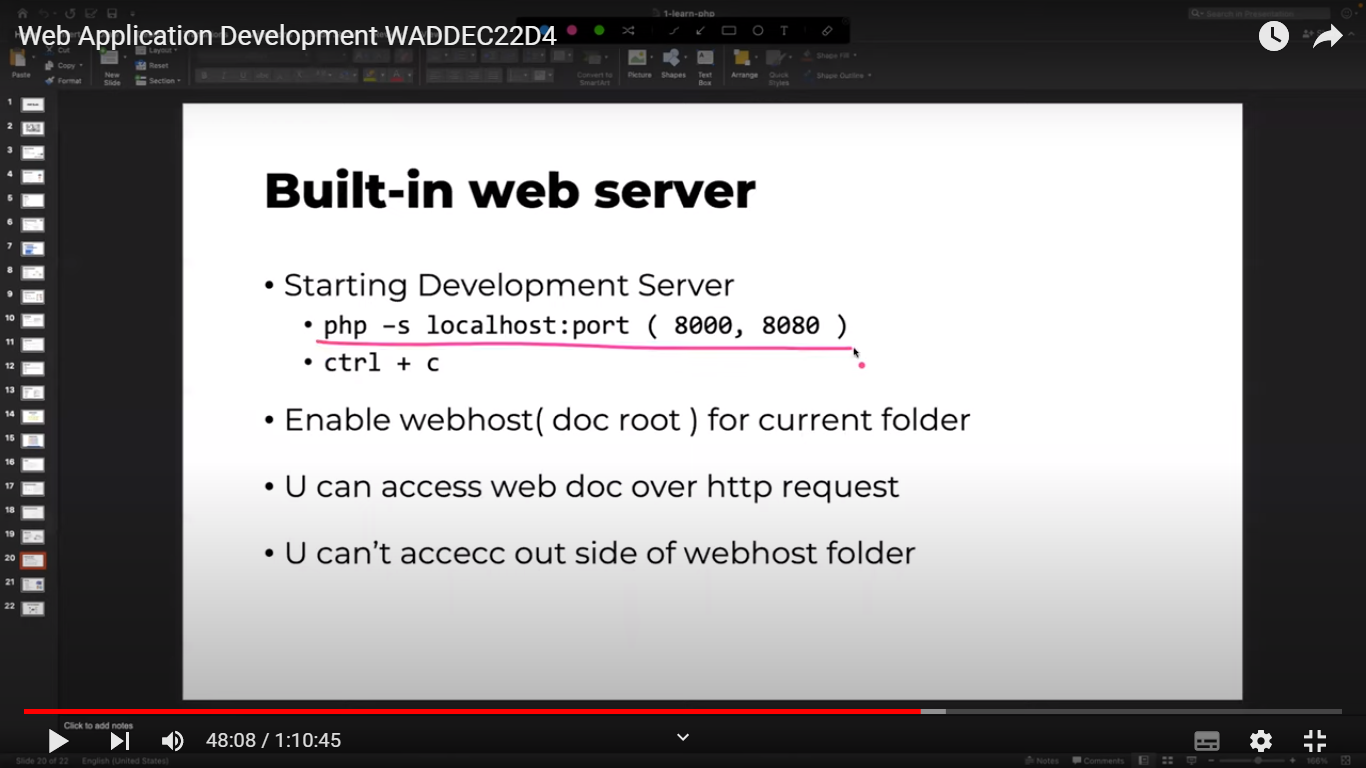 1-learn-php
Search in Presentation
Web Application Development WADDEC22D4
Cut
Copy
Format
Paste
New
Slide
Layout
Reset
Section
Convert to
SmartArt
Picture
Shapes
Text
Box
Arrange
Quick
Styles
Shape Fill
Shape Outline
1
2
3
4
5
6
7
8
9
10
11
12
13
14
15
16
17
18
19
20
21
22
Built-in web server
• Starting Development Server
• php –s localhost:port ( 8000, 8080 )
• ctrl + c
• Enable webhost( doc root ) for current folder
• U can access web doc over http request
• U can’t accecc out side of webhost folder
Click to add notes
48:08 / 1:10:45
Slide 20 of 22
English (United States)
Notes
Comments
166%